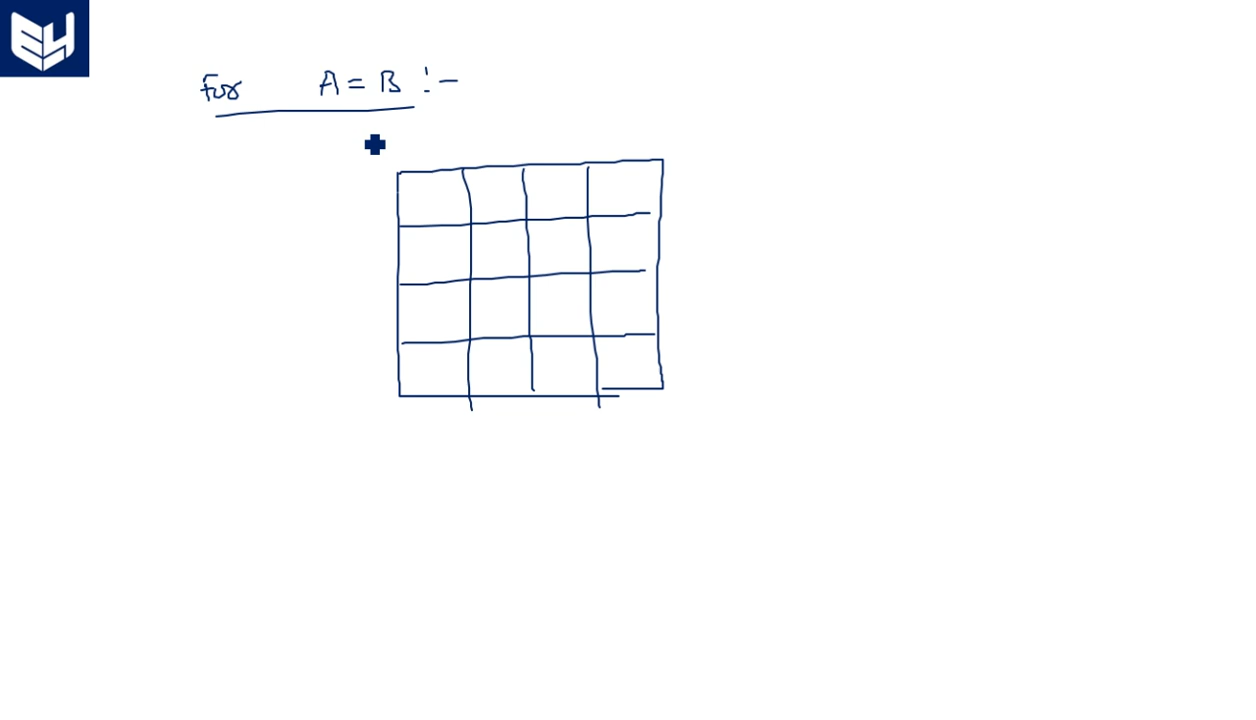 For A = B :-